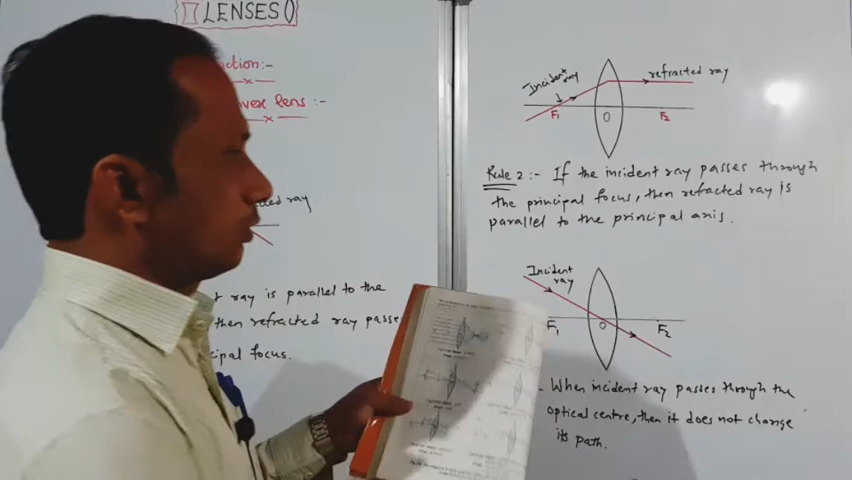 LENSES
ction:-
vex lens :-
ed ray
t ray is parallel to the
then refracted ray passe
cipal focus.
Incident ray
refracted ray
F1
O
F2
Rule 2 :- If the incident ray passes through
the principal focus, then refracted ray is
parallel to the principal axis.
Incident ray
F1
O
F2
When incident ray passes through the
optical centre, then it does not change
its path.